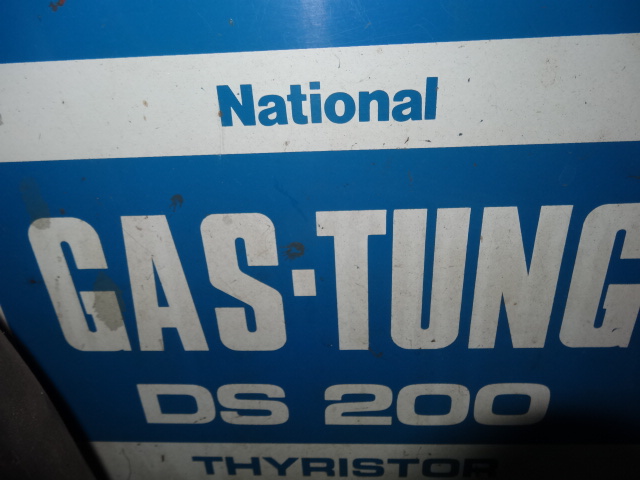 National
GAS-TUNG
DS 200
THYRISTOR